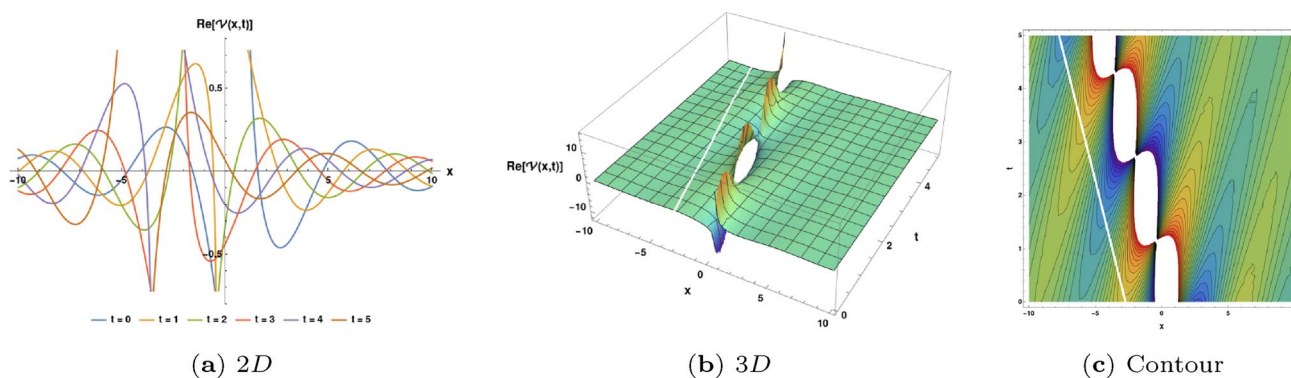 Re[𝒱(x,t)]
0.5
-10
-5
5
10
x
-0.5
t = 0 t = 1 t = 2 t = 3 t = 4 t = 5
(a) 2D
Re[𝒱(x,t)]
10
0
-10
-10
-5
0
5
10
x
0
2
4
t
(b) 3D
t
5
4
3
2
1
0
-10 -5 0 5 10
x
(c) Contour